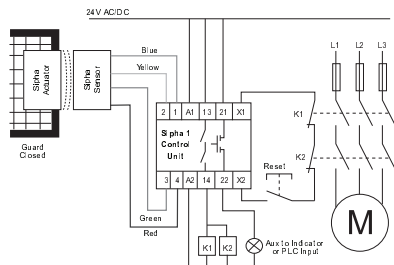 24V AC/DC
L1 L2 L3
Blue
Yellow
Sipha
Actuator
Sipha
Sensor
2 1 A1 13 21 X1
Sipha 1
Control
Unit
K1
K2
Reset
Guard
Closed
3 4 A2 14 22 X2
Green
Red
K1 K2
Aux to Indicator
or PLC Input
M